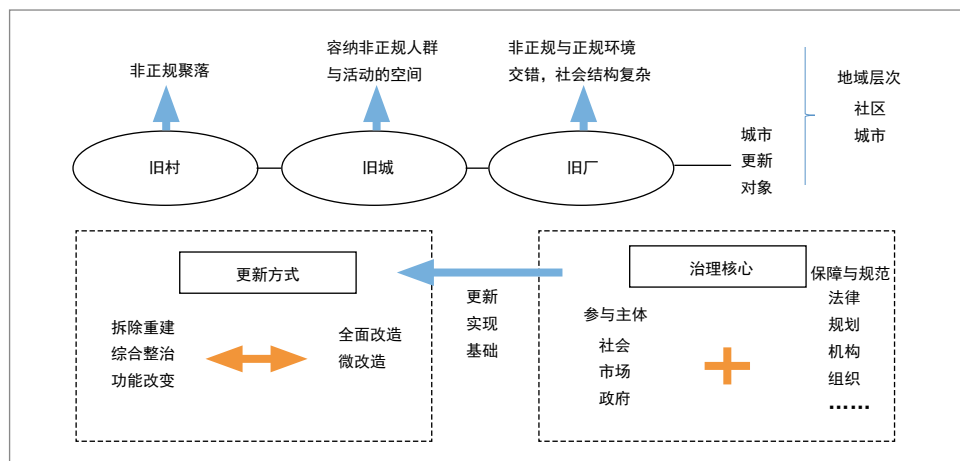 非正规聚落
容纳非正规人群
与活动的空间
非正规与正规环境
交错，社会结构复杂
地域层次
社区
城市
旧村
旧城
旧厂
城市
更新
对象
更新方式
拆除重建
综合整治
功能改变
全面改造
微改造
更新
实现
基础
治理核心
参与主体
社会
市场
政府
保障与规范
法律
规划
机构
组织
……